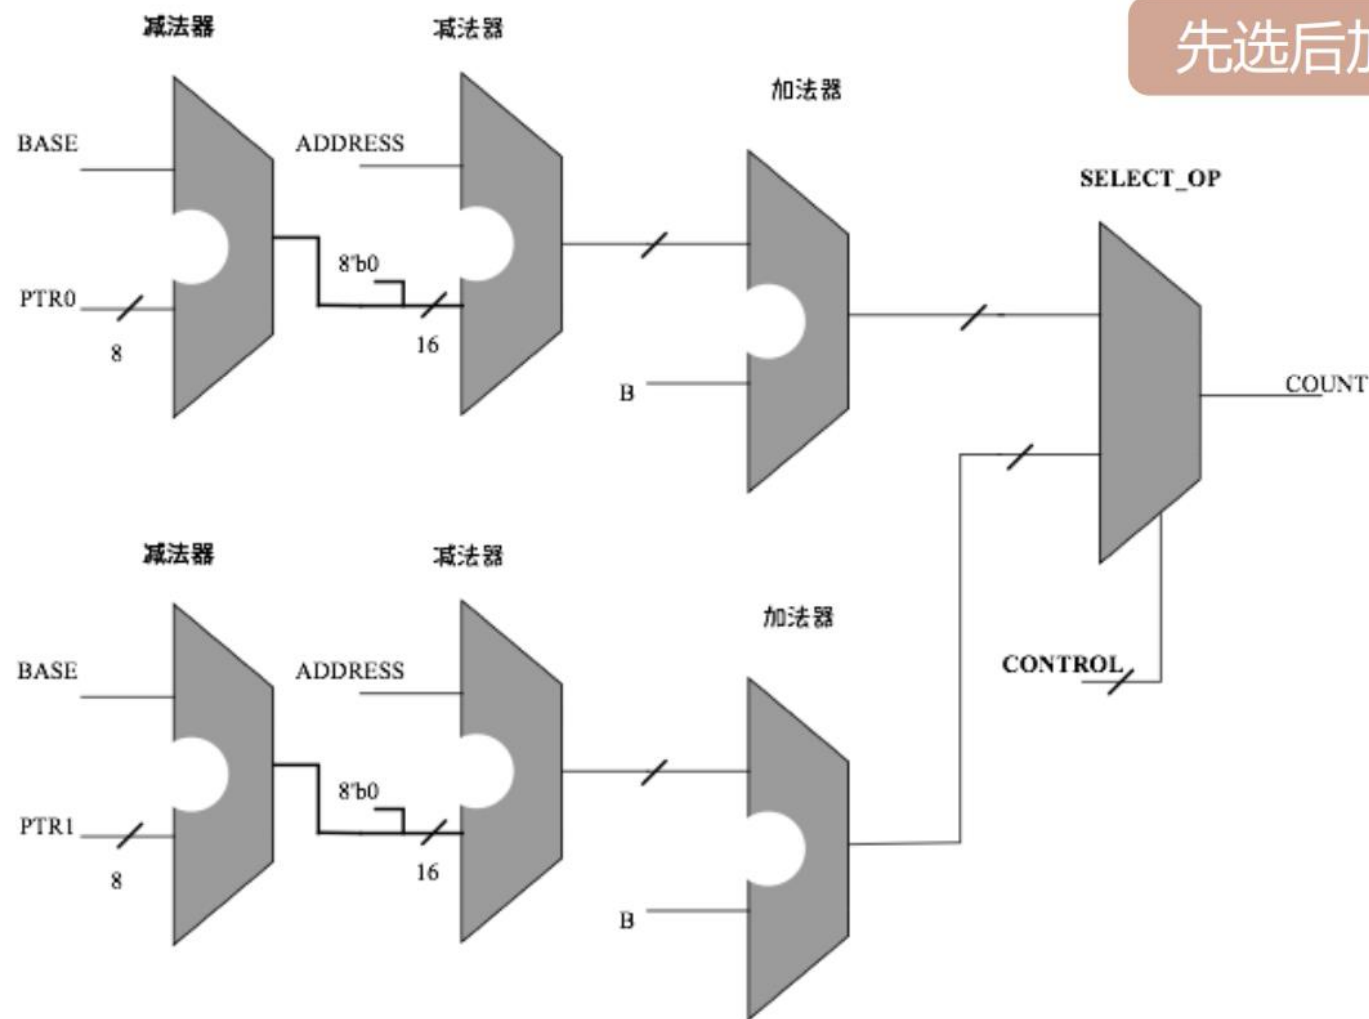 减法器
减法器
先选后加
加法器
BASE
ADDRESS
SELECT_OP
8'b0
PTR0
8
16
B
COUNT
减法器
减法器
加法器
BASE
ADDRESS
CONTROL
8'b0
PTR1
8
16
B